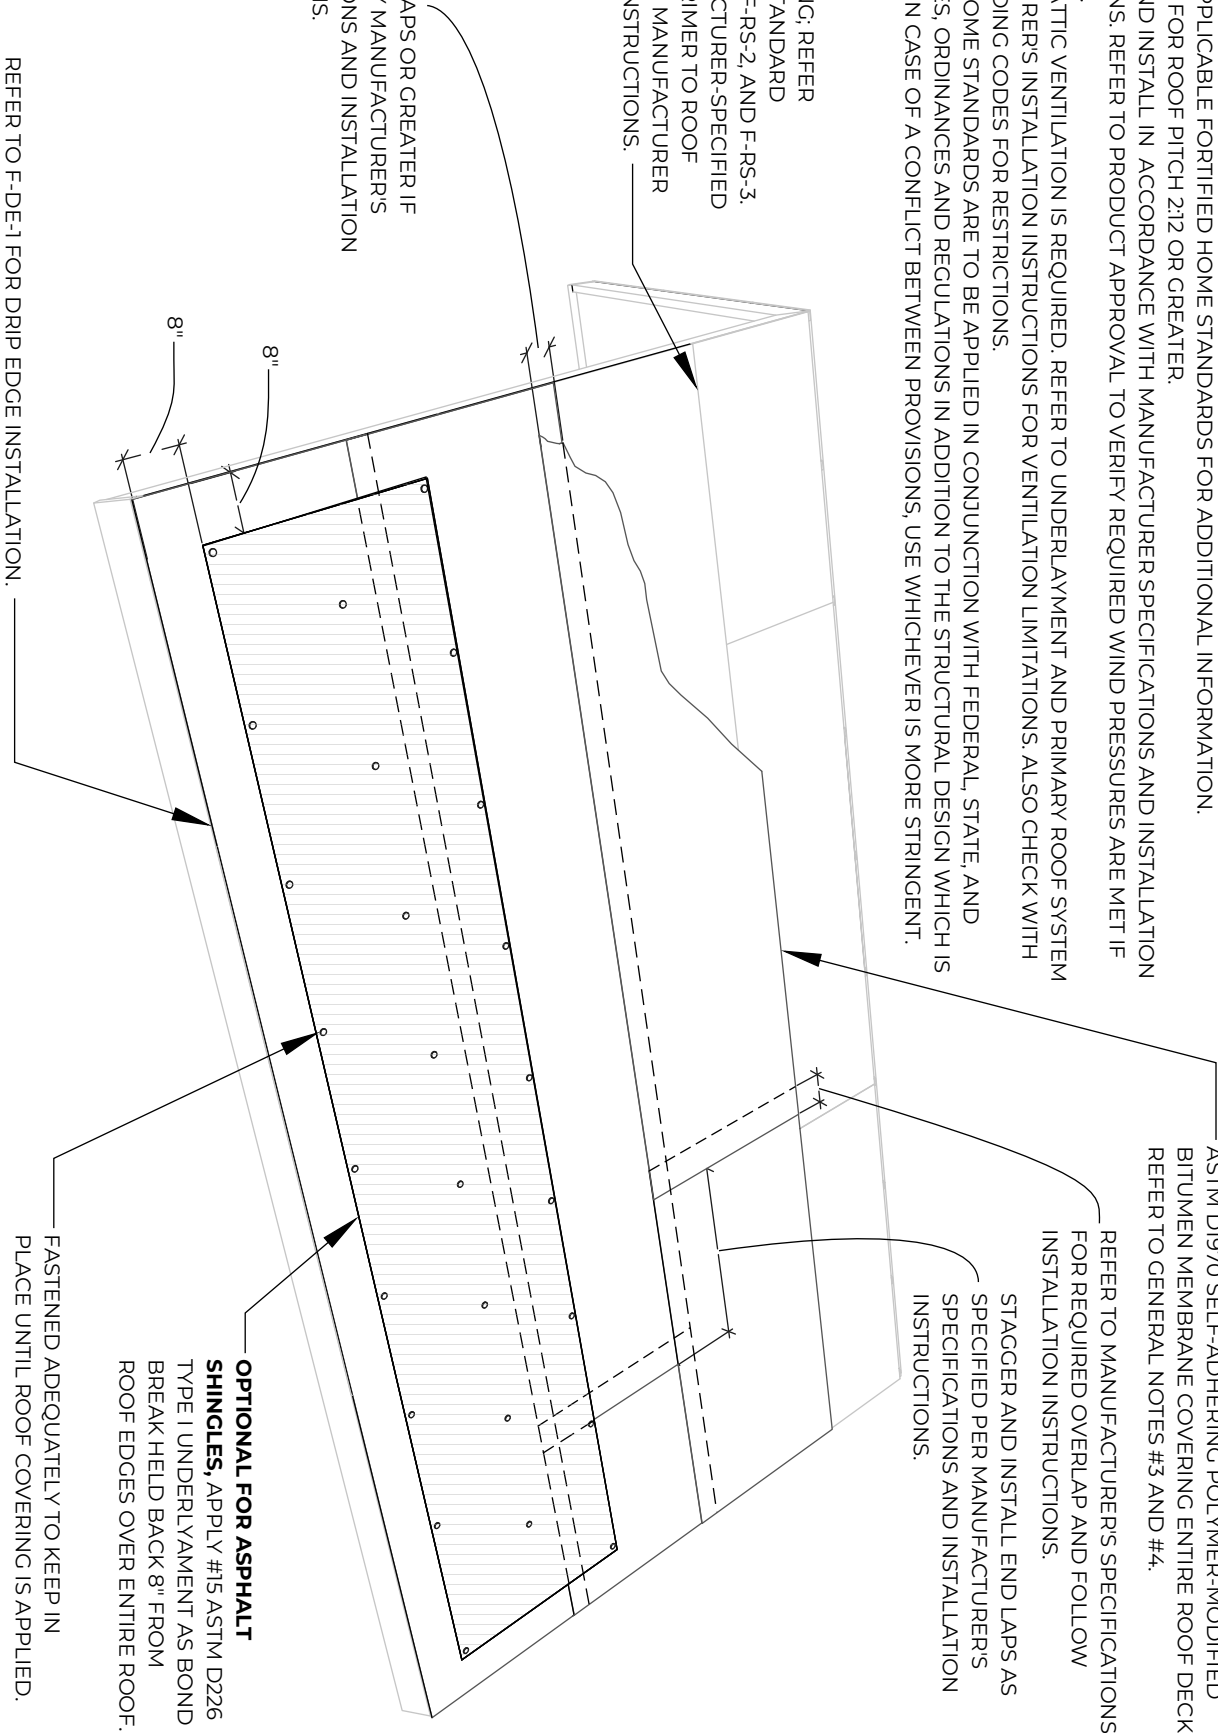 PPLICABLE FORTIFIED HOME STANDARDS FOR ADDITIONAL INFORMATION.
FOR ROOF PITCH 2:12 OR GREATER.
ND INSTALL IN ACCORDANCE WITH MANUFACTURER SPECIFICATIONS AND INSTALLATION
NS. REFER TO PRODUCT APPROVAL TO VERIFY REQUIRED WIND PRESSURES ARE MET IF
ATTIC VENTILATION IS REQUIRED. REFER TO UNDERLAYMENT AND PRIMARY ROOF SYSTEM
RER'S INSTALLATION INSTRUCTIONS FOR VENTILATION LIMITATIONS. ALSO CHECK WITH
DING CODES FOR RESTRICTIONS.
OME STANDARDS ARE TO BE APPLIED IN CONJUNCTION WITH FEDERAL, STATE, AND
ES, ORDINANCES AND REGULATIONS IN ADDITION TO THE STRUCTURAL DESIGN WHICH IS
N CASE OF A CONFLICT BETWEEN PROVISIONS, USE WHICHEVER IS MORE STRINGENT.
NG; REFER
TANDARD
F-RS-2, AND F-RS-3.
CTURER-SPECIFIED
RIMER TO ROOF
MANUFACTURER
NSTRUCTIONS.
APS OR GREATER IF
Y MANUFACTURER'S
ONS AND INSTALLATION
NS.
8"
8"
REFER TO F-DE-1 FOR DRIP EDGE INSTALLATION.
ASTM D1970 SELF-ADHERING POLYMER-MODIFIED
BITUMEN MEMBRANE COVERING ENTIRE ROOF DECK
REFER TO GENERAL NOTES #3 AND #4.
REFER TO MANUFACTURER'S SPECIFICATIONS
FOR REQUIRED OVERLAP AND FOLLOW
INSTALLATION INSTRUCTIONS.
STAGGER AND INSTALL END LAPS AS
SPECIFIED PER MANUFACTURER'S
SPECIFICATIONS AND INSTALLATION
INSTRUCTIONS.
OPTIONAL FOR ASPHALT
SHINGLES, APPLY #15 ASTM D226
TYPE I UNDERLYAMENT AS BOND
BREAK HELD BACK 8" FROM
ROOF EDGES OVER ENTIRE ROOF.
FASTENED ADEQUATELY TO KEEP IN
PLACE UNTIL ROOF COVERING IS APPLIED.